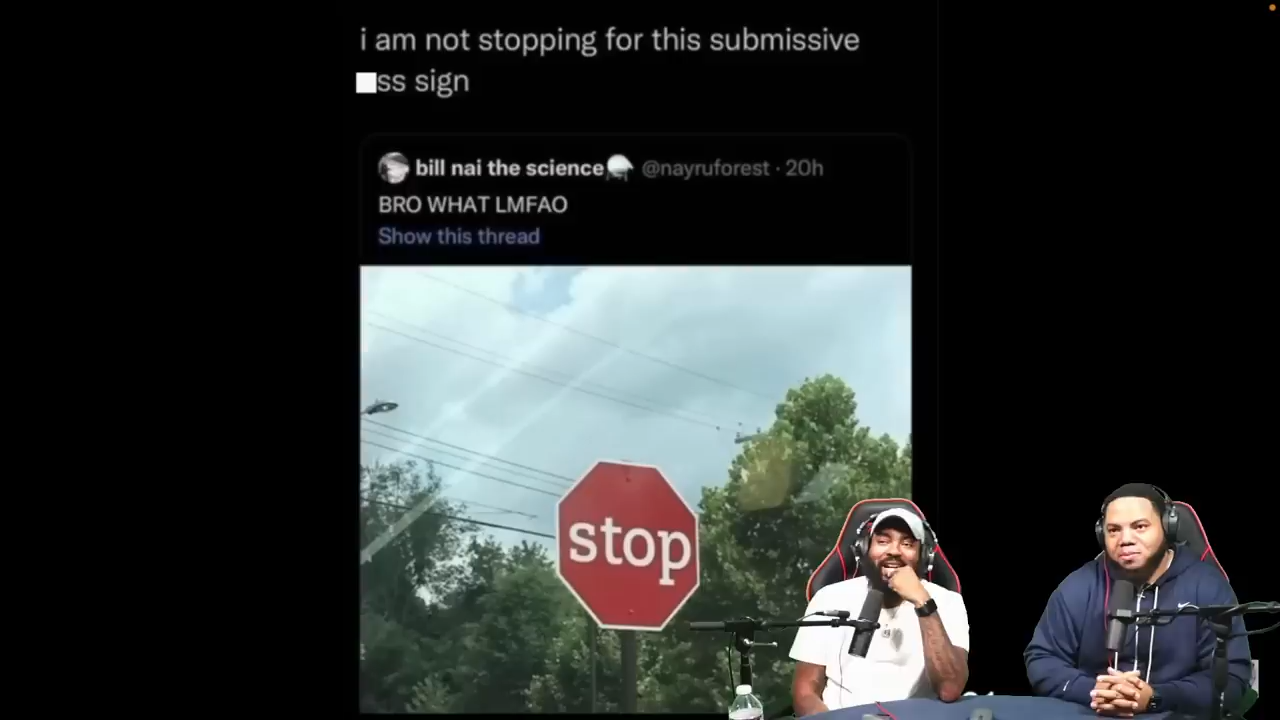 i am not stopping for this submissive
ss sign
bill nai the science @nayruforest · 20h
BRO WHAT LMFAO
Show this thread
stop